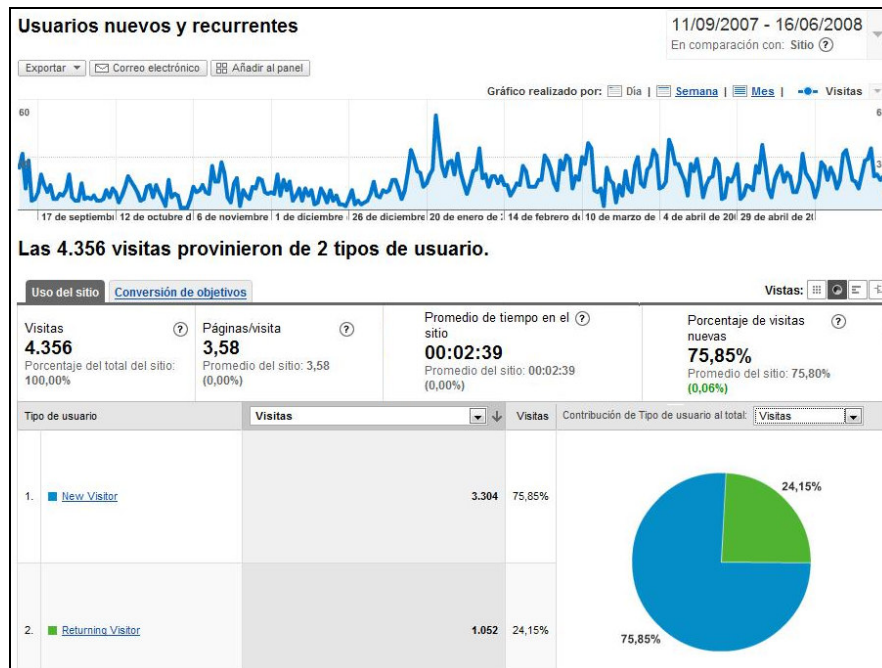 Usuarios nuevos y recurrentes
11/09/2007 - 16/06/2008
En comparación con: Sitio ?
Exportar Correo electrónico Añadir al panel
Gráfico realizado por: Día | Semana | Mes | Visitas
60 6
30 3
17 de septiembi 12 de octubre d 6 de noviembre 1 de diciembre 26 de diciembre 20 de enero de 14 de febrero de 10 de marzo de 4 de abril de 200 29 de abril de 20
Las 4.356 visitas provinieron de 2 tipos de usuario.
Uso del sitio Conversión de objetivos Vistas:
Visitas ?
4.356
Porcentaje del total del sitio:
100,00%
Páginas/visita ?
3,58
Promedio del sitio: 3,58
(0,00%)
Promedio de tiempo en el ?
sitio
00:02:39
Promedio del sitio: 00:02:39
(0,00%)
Porcentaje de visitas ?
nuevas
75,85%
Promedio del sitio: 75,80%
(0,06%)
Tipo de usuario Visitas Visitas Contribución de Tipo de usuario al total: Visitas
1. New Visitor 3.304 75,85%
2. Returning Visitor 1.052 24,15%
24,15%
75,85%